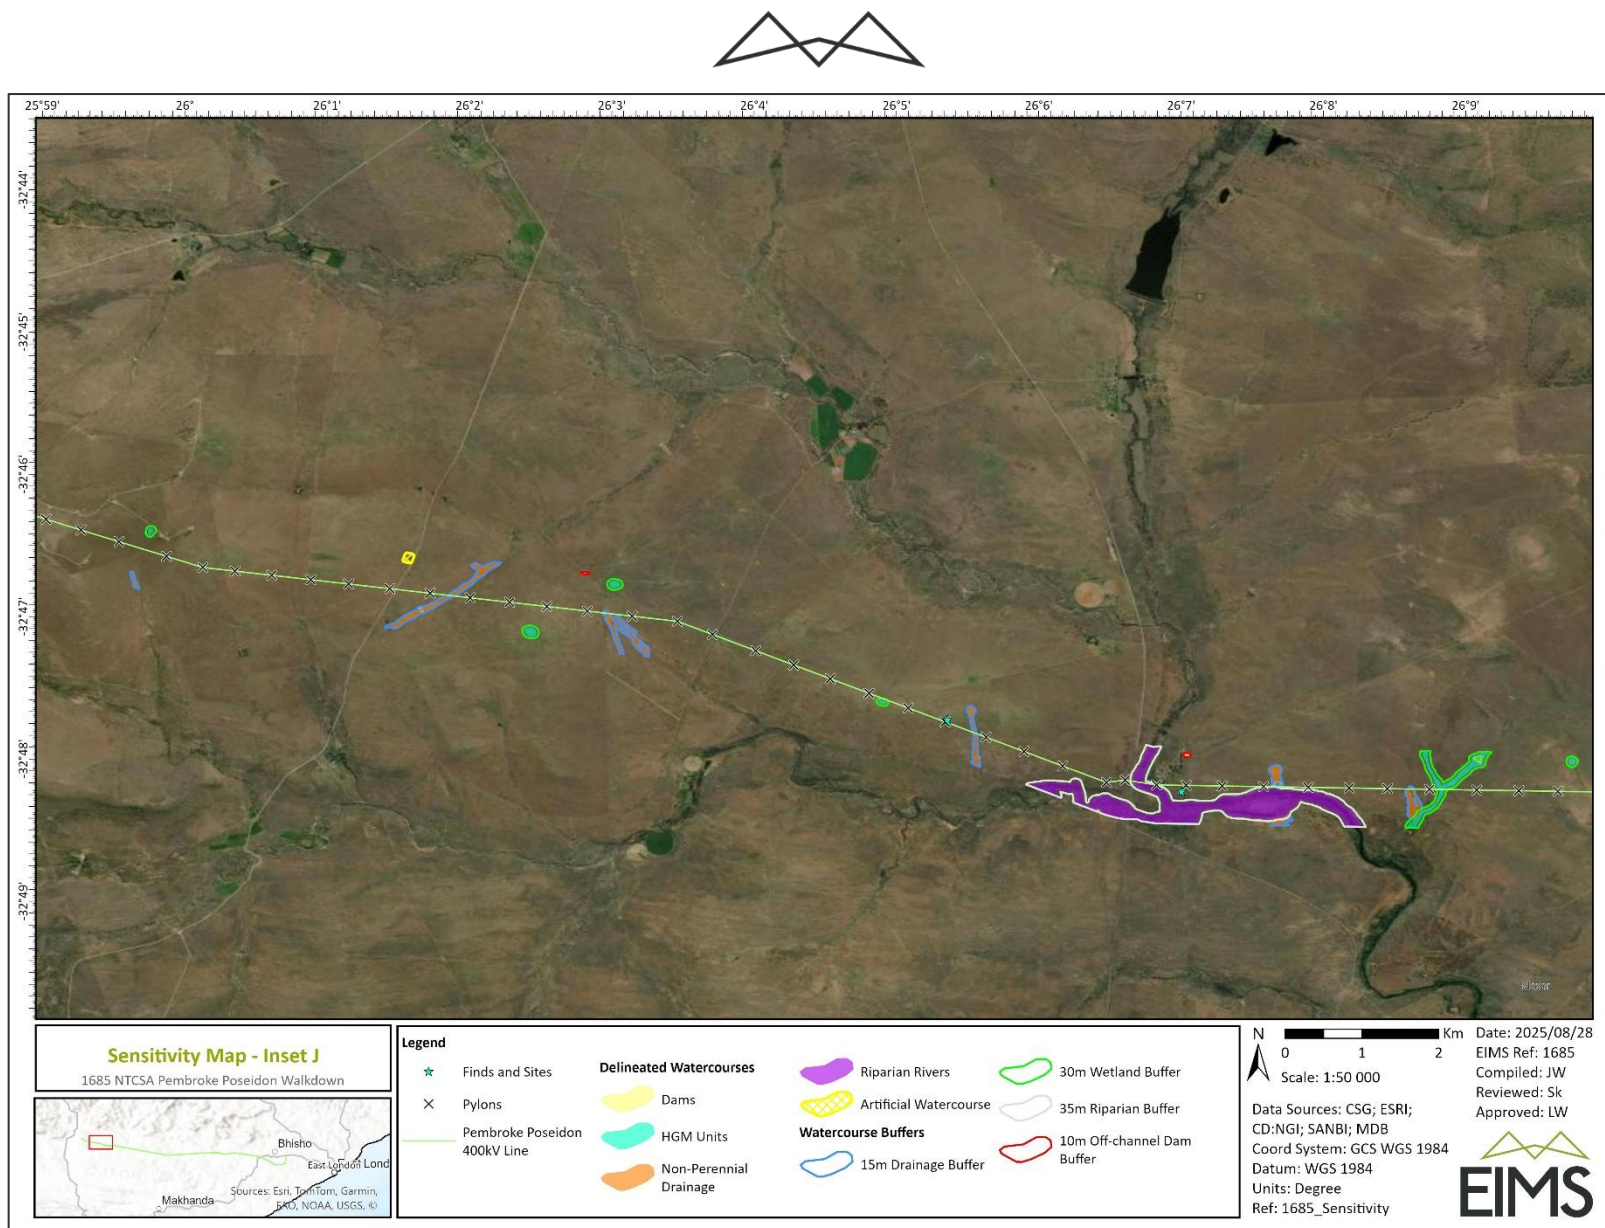 25°59' 26° 26°1' 26°2' 26°3' 26°4' 26°5' 26°6' 26°7' 26°8' 26°9'
-32°44'
-32°45'
-32°46'
-32°47'
-32°48'
-32°49'
Maxar
Sensitivity Map - Inset J
1685 NTCSA Pembroke Poseidon Walkdown
Bhisho
East London
Makhanda
Sources: Esri, TomTom, Garmin,
FAO, NOAA, USGS, ©
Legend
Finds and Sites
Pylons
Pembroke Poseidon
400kV Line
Delineated Watercourses
Dams
HGM Units
Non-Perennial
Drainage
Riparian Rivers
Artificial Watercourse
Watercourse Buffers
15m Drainage Buffer
30m Wetland Buffer
35m Riparian Buffer
10m Off-channel Dam
Buffer
N
Km
0 1 2
Scale: 1:50 000
Data Sources: CSG; ESRI;
CD:NGI; SANBI; MDB
Coord System: GCS WGS 1984
Datum: WGS 1984
Units: Degree
Ref: 1685_Sensitivity
Date: 2025/08/28
EIMS Ref: 1685
Compiled: JW
Reviewed: Sk
Approved: LW
EIMS